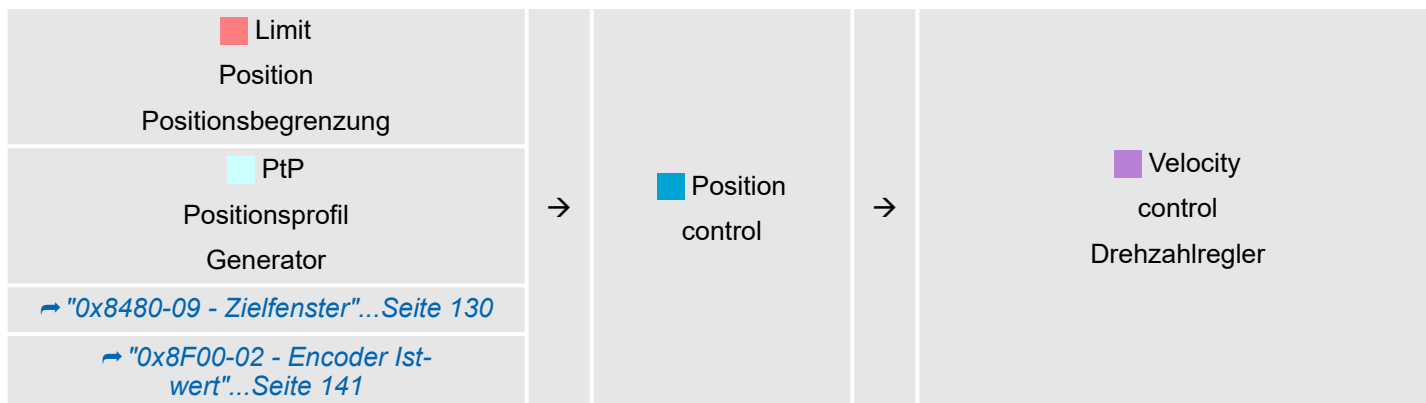 Limit
Position
Positionsbegrenzung
PtP
Positionsprofil
Generator
➦ "0x8480-09 - Zielfenster"...Seite 130
➦ "0x8F00-02 - Encoder Ist-
wert"...Seite 141
→
Position
control
→
Velocity
control
Drehzahlregler